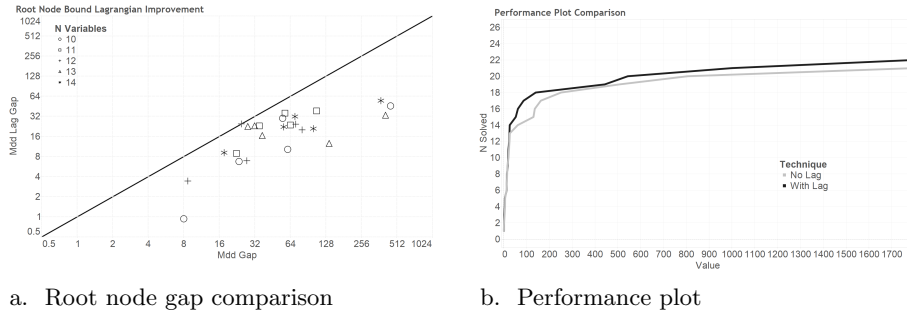 Root Node Bound Lagrangian Improvement
N Variables
10
11
12
13
14
1024
512
256
128
64
32
16
8
4
2
1
0.5
Mdd Lag Gap
0.5 1 2 4 8 16 32 64 128 256 512 1024
Mdd Gap
a. Root node gap comparison
Performance Plot Comparison
26
24
22
20
18
16
14
12
10
8
6
4
2
0
N Solved
Technique
No Lag
With Lag
0 100 200 300 400 500 600 700 800 900 1000 1100 1200 1300 1400 1500 1600 1700
Value
b. Performance plot